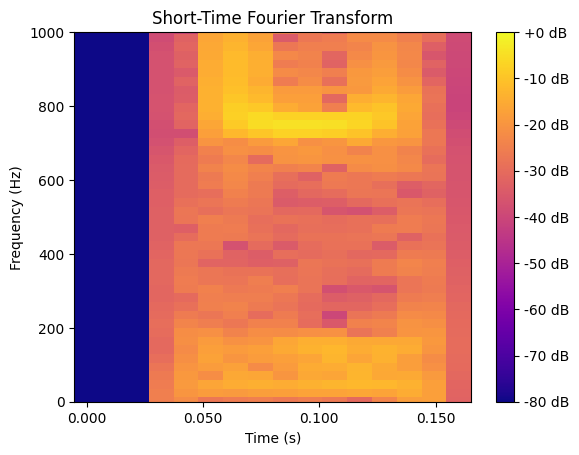 Short-Time Fourier Transform
1000
800
600
400
200
0
Frequency (Hz)
0.000
0.050
0.100
0.150
Time (s)
+0 dB
-10 dB
-20 dB
-30 dB
-40 dB
-50 dB
-60 dB
-70 dB
-80 dB